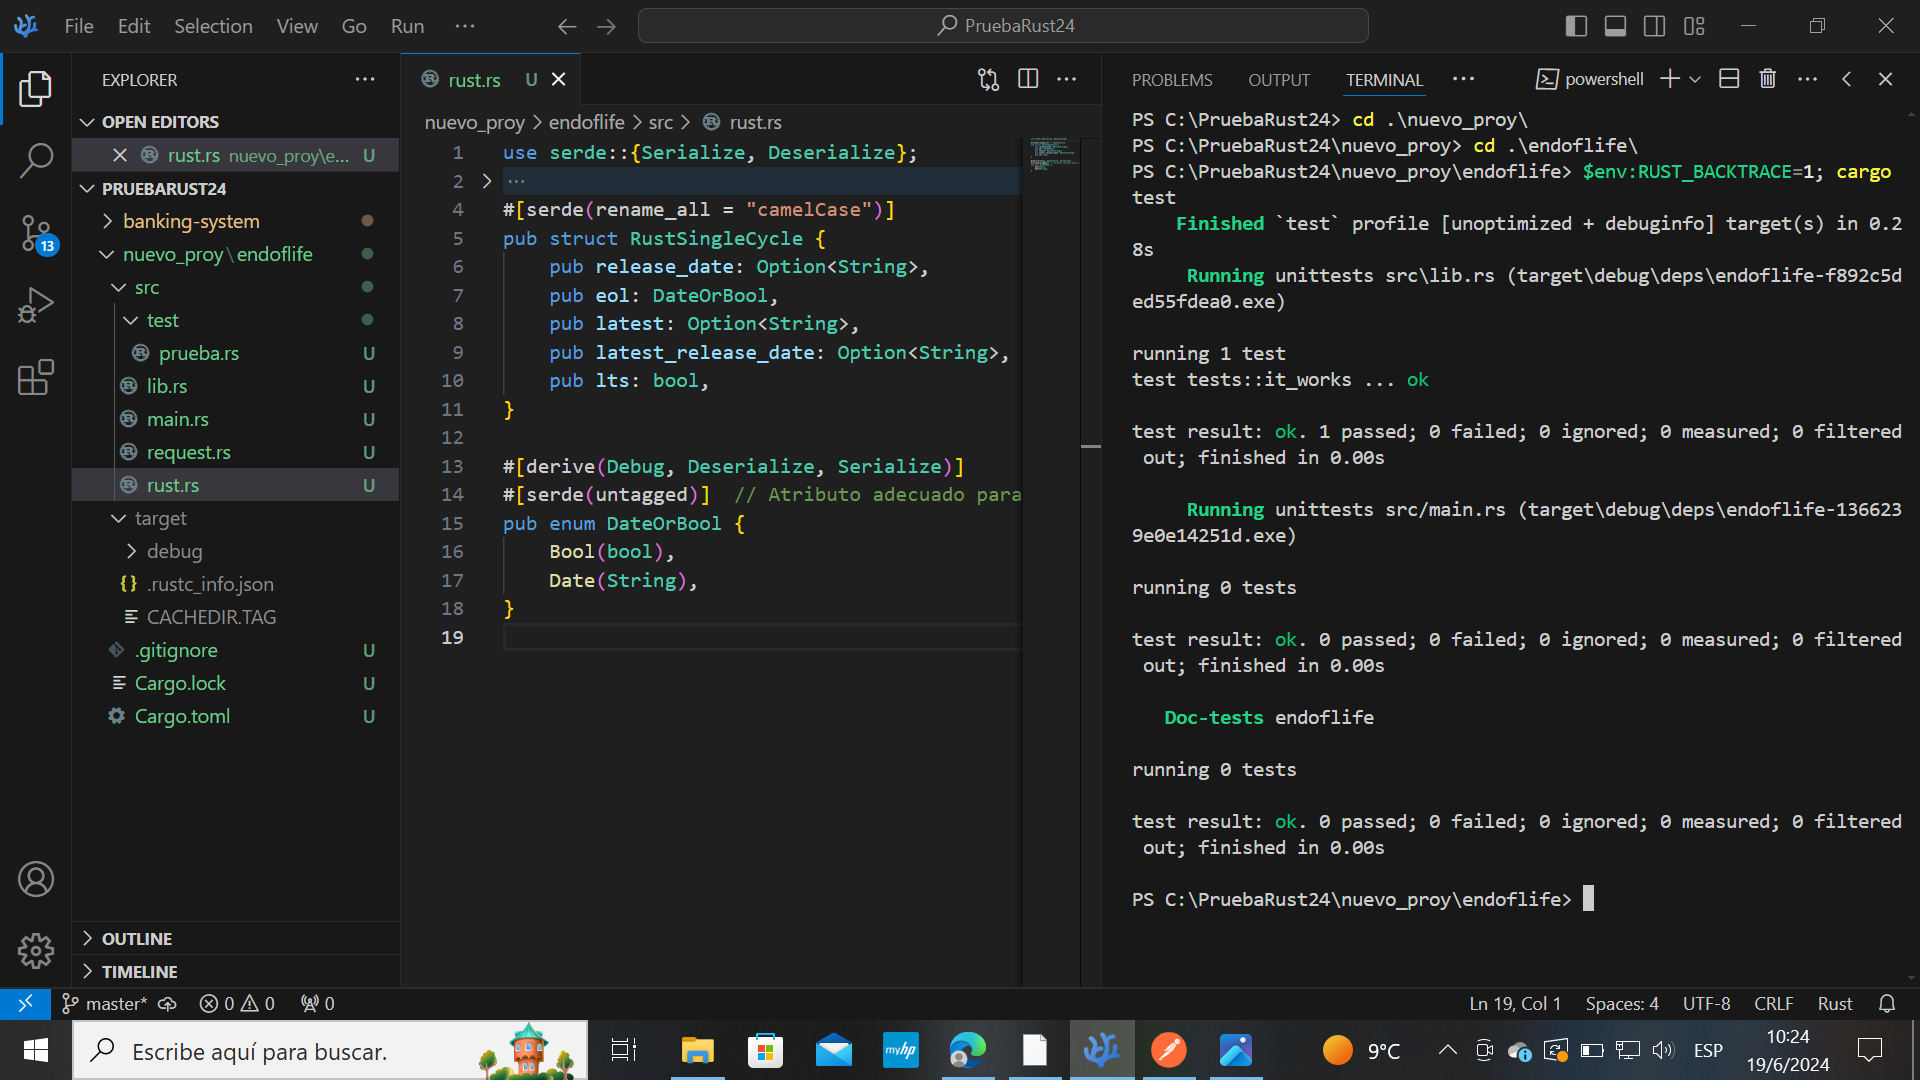 File Edit Selection View Go Run ···
PruebaRust24
EXPLORER ···
OPEN EDITORS
rust.rs nuevo_proy\e... U
PRUEBARUST24
banking-system
nuevo_proy\endoflife
src
test
prueba.rs U
lib.rs U
main.rs U
request.rs U
rust.rs U
target
debug
{} .rustc_info.json
CACHEDIR.TAG
.gitignore U
Cargo.lock U
Cargo.toml U
OUTLINE
TIMELINE
13
rust.rs U
nuevo_proy > endoflife > src > rust.rs
1 use serde::{Serialize, Deserialize};
2 > ···
4 #[serde(rename_all = "camelCase")]
5 pub struct RustSingleCycle {
6 pub release_date: Option<String>,
7 pub eol: DateOrBool,
8 pub latest: Option<String>,
9 pub latest_release_date: Option<String>,
10 pub lts: bool,
11 }
12
13 #[derive(Debug, Deserialize, Serialize)]
14 #[serde(untagged)] // Atributo adecuado para
15 pub enum DateOrBool {
16 Bool(bool),
17 Date(String),
18 }
19
PROBLEMS OUTPUT TERMINAL ··· powershell
PS C:\PruebaRust24> cd .\nuevo_proy\
PS C:\PruebaRust24\nuevo_proy> cd .\endoflife\
PS C:\PruebaRust24\nuevo_proy\endoflife> $env:RUST_BACKTRACE=1; cargo
test
Finished `test` profile [unoptimized + debuginfo] target(s) in 0.2
8s
Running unittests src\lib.rs (target\debug\deps\endoflife-f892c5d
ed55fdea0.exe)
running 1 test
test tests::it_works ... ok
test result: ok. 1 passed; 0 failed; 0 ignored; 0 measured; 0 filtered
out; finished in 0.00s
Running unittests src/main.rs (target\debug\deps\endoflife-136623
9e0e14251d.exe)
running 0 tests
test result: ok. 0 passed; 0 failed; 0 ignored; 0 measured; 0 filtered
out; finished in 0.00s
Doc-tests endoflife
running 0 tests
test result: ok. 0 passed; 0 failed; 0 ignored; 0 measured; 0 filtered
out; finished in 0.00s
PS C:\PruebaRust24\nuevo_proy\endoflife>
master* 0 0 0
Ln 19, Col 1 Spaces: 4 UTF-8 CRLF Rust
Escribe aquí para buscar.
myhp
9°C
ESP
10:24
19/6/2024